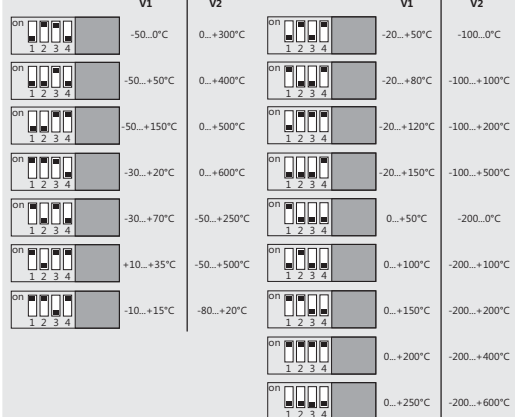 V1 V2
on 1 2 3 4 -50...0°C 0...+300°C
on 1 2 3 4 -50...+50°C 0...+400°C
on 1 2 3 4 -50...+150°C 0...+500°C
on 1 2 3 4 -30...+20°C 0...+600°C
on 1 2 3 4 -30...+70°C -50...+250°C
on 1 2 3 4 +10...+35°C -50...+500°C
on 1 2 3 4 -10...+15°C -80...+20°C
V1 V2
on 1 2 3 4 -20...+50°C -100...0°C
on 1 2 3 4 -20...+80°C -100...+100°C
on 1 2 3 4 -20...+120°C -100...+200°C
on 1 2 3 4 -20...+150°C -100...+500°C
on 1 2 3 4 0...+50°C -200...0°C
on 1 2 3 4 0...+100°C -200...+100°C
on 1 2 3 4 0...+150°C -200...+200°C
on 1 2 3 4 0...+200°C -200...+400°C
on 1 2 3 4 0...+250°C -200...+600°C